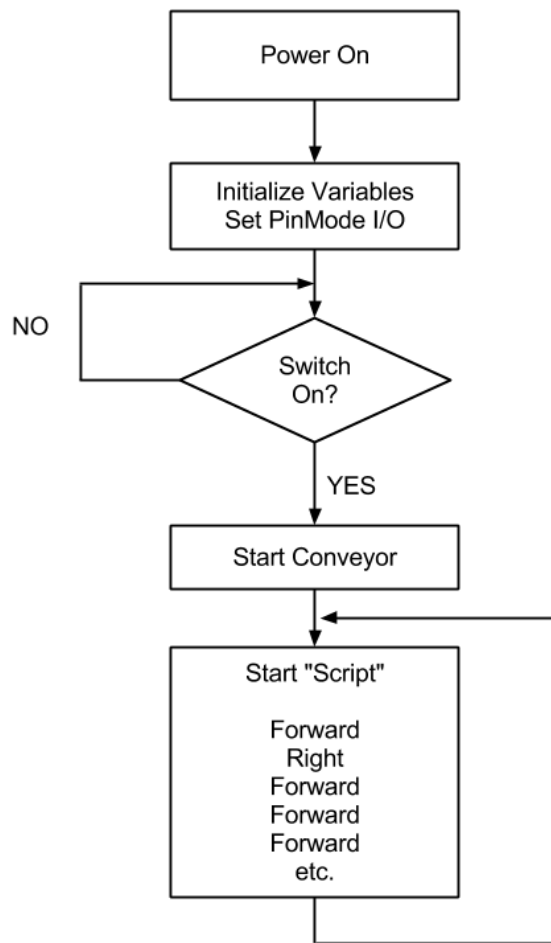 Power On
Initialize Variables
Set PinMode I/O
NO
Switch
On?
YES
Start Conveyor
Start "Script"
Forward
Right
Forward
Forward
Forward
etc.